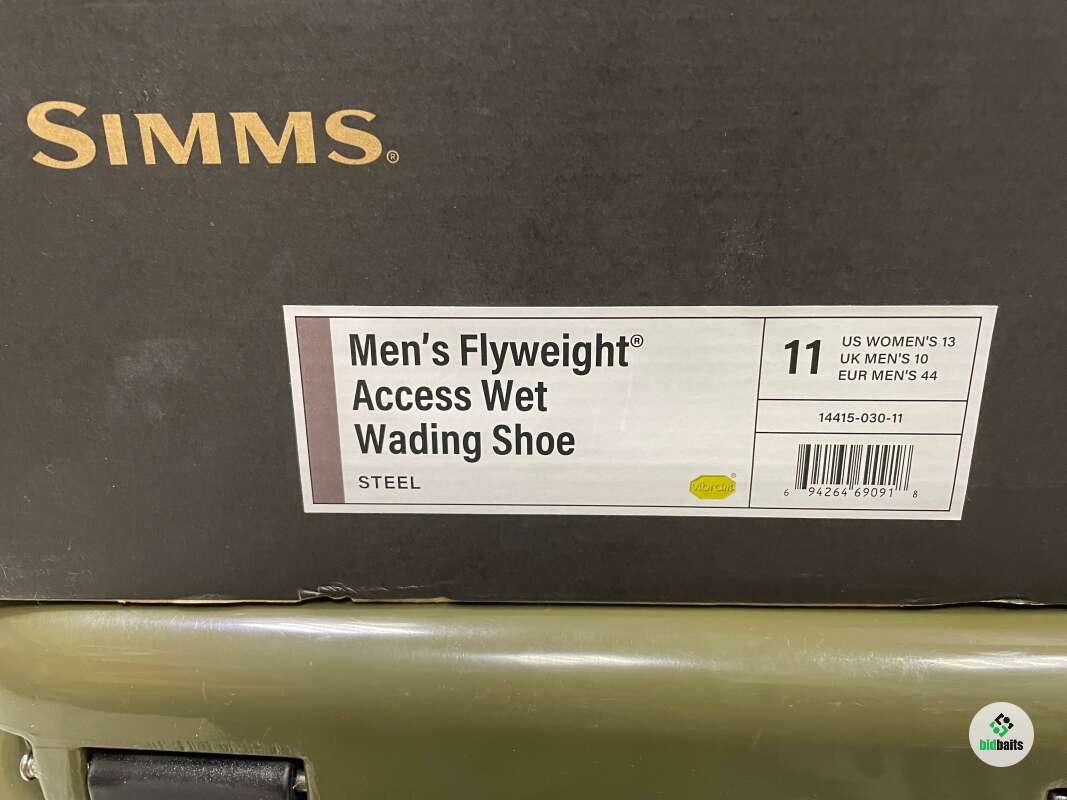 SIMMS®
Men's Flyweight®
Access Wet
Wading Shoe
STEEL
vibram®
11
US WOMEN'S 13
UK MEN'S 10
EUR MEN'S 44
14415-030-11
6 94264 69091 8
bidbaits